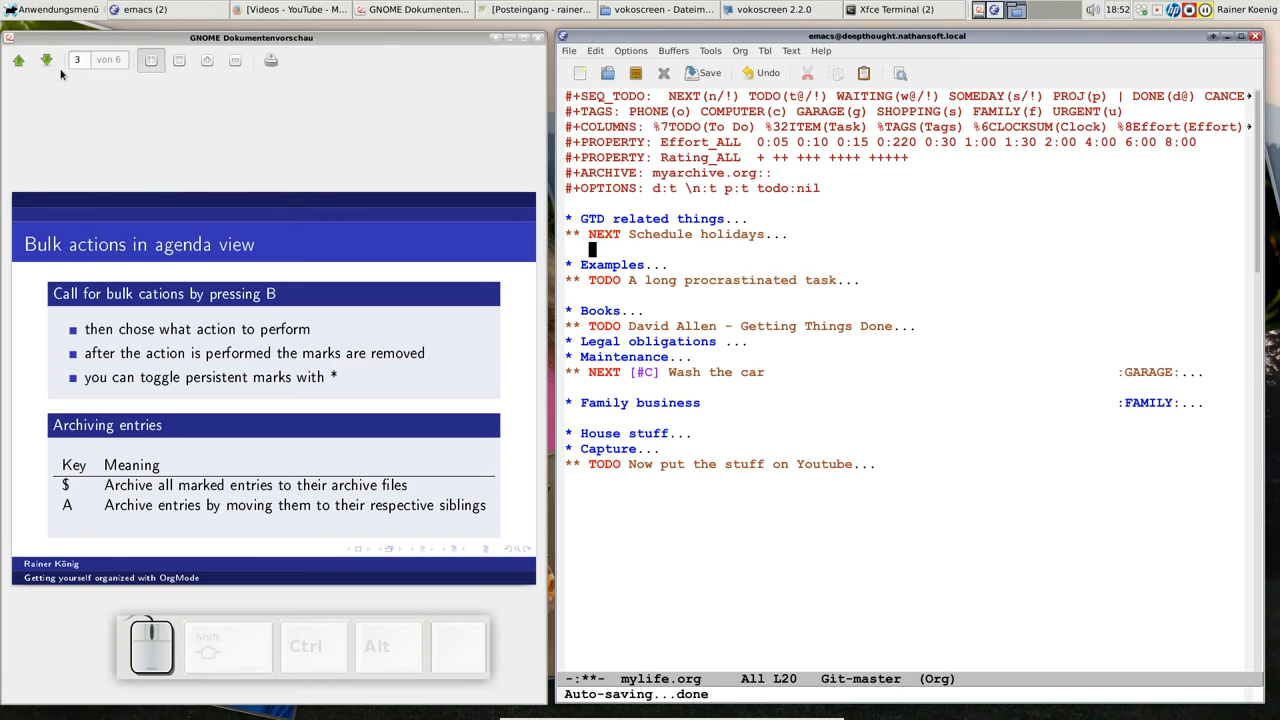 Anwendungsmenü
emacs (2)
[Videos - YouTube - M...
GNOME Dokumenten...
[Posteingang - rainer...
vokoscreen - Dateim...
vokoscreen 2.2.0
Xfce Terminal (2)
18:52
Rainer Koenig
GNOME Dokumentenvorschau
3 von 6
Bulk actions in agenda view
Call for bulk cations by pressing B
then chose what action to perform
after the action is performed the marks are removed
you can toggle persistent marks with *
Archiving entries
Key Meaning
$ Archive all marked entries to their archive files
A Archive entries by moving them to their respective siblings
Rainer König
Getting yourself organized with OrgMode
Shift
Ctrl
Alt
emacs@deepthought.nathansoft.local
File Edit Options Buffers Tools Org Tbl Text Help
Save Undo
#+SEQ_TODO: NEXT(n/!) TODO(t@/!) WAITING(w@/!) SOMEDAY(s/!) PROJ(p) | DONE(d@) CANCE
#+TAGS: PHONE(o) COMPUTER(c) GARAGE(g) SHOPPING(s) FAMILY(f) URGENT(u)
#+COLUMNS: %7TODO(To Do) %32ITEM(Task) %TAGS(Tags) %6CLOCKSUM(Clock) %8Effort(Effort)
#+PROPERTY: Effort_ALL 0:05 0:10 0:15 0:220 0:30 1:00 1:30 2:00 4:00 6:00 8:00
#+PROPERTY: Rating_ALL + ++ +++ ++++ +++++
#+ARCHIVE: myarchive.org::
#+OPTIONS: d:t \n:t p:t todo:nil
* GTD related things...
** NEXT Schedule holidays...
* Examples...
** TODO A long procrastinated task...
* Books...
** TODO David Allen - Getting Things Done...
* Legal obligations ...
* Maintenance...
** NEXT [#C] Wash the car :GARAGE:...
* Family business :FAMILY:...
* House stuff...
* Capture...
** TODO Now put the stuff on Youtube...
-:**- mylife.org All L20 Git-master (Org)
Auto-saving...done